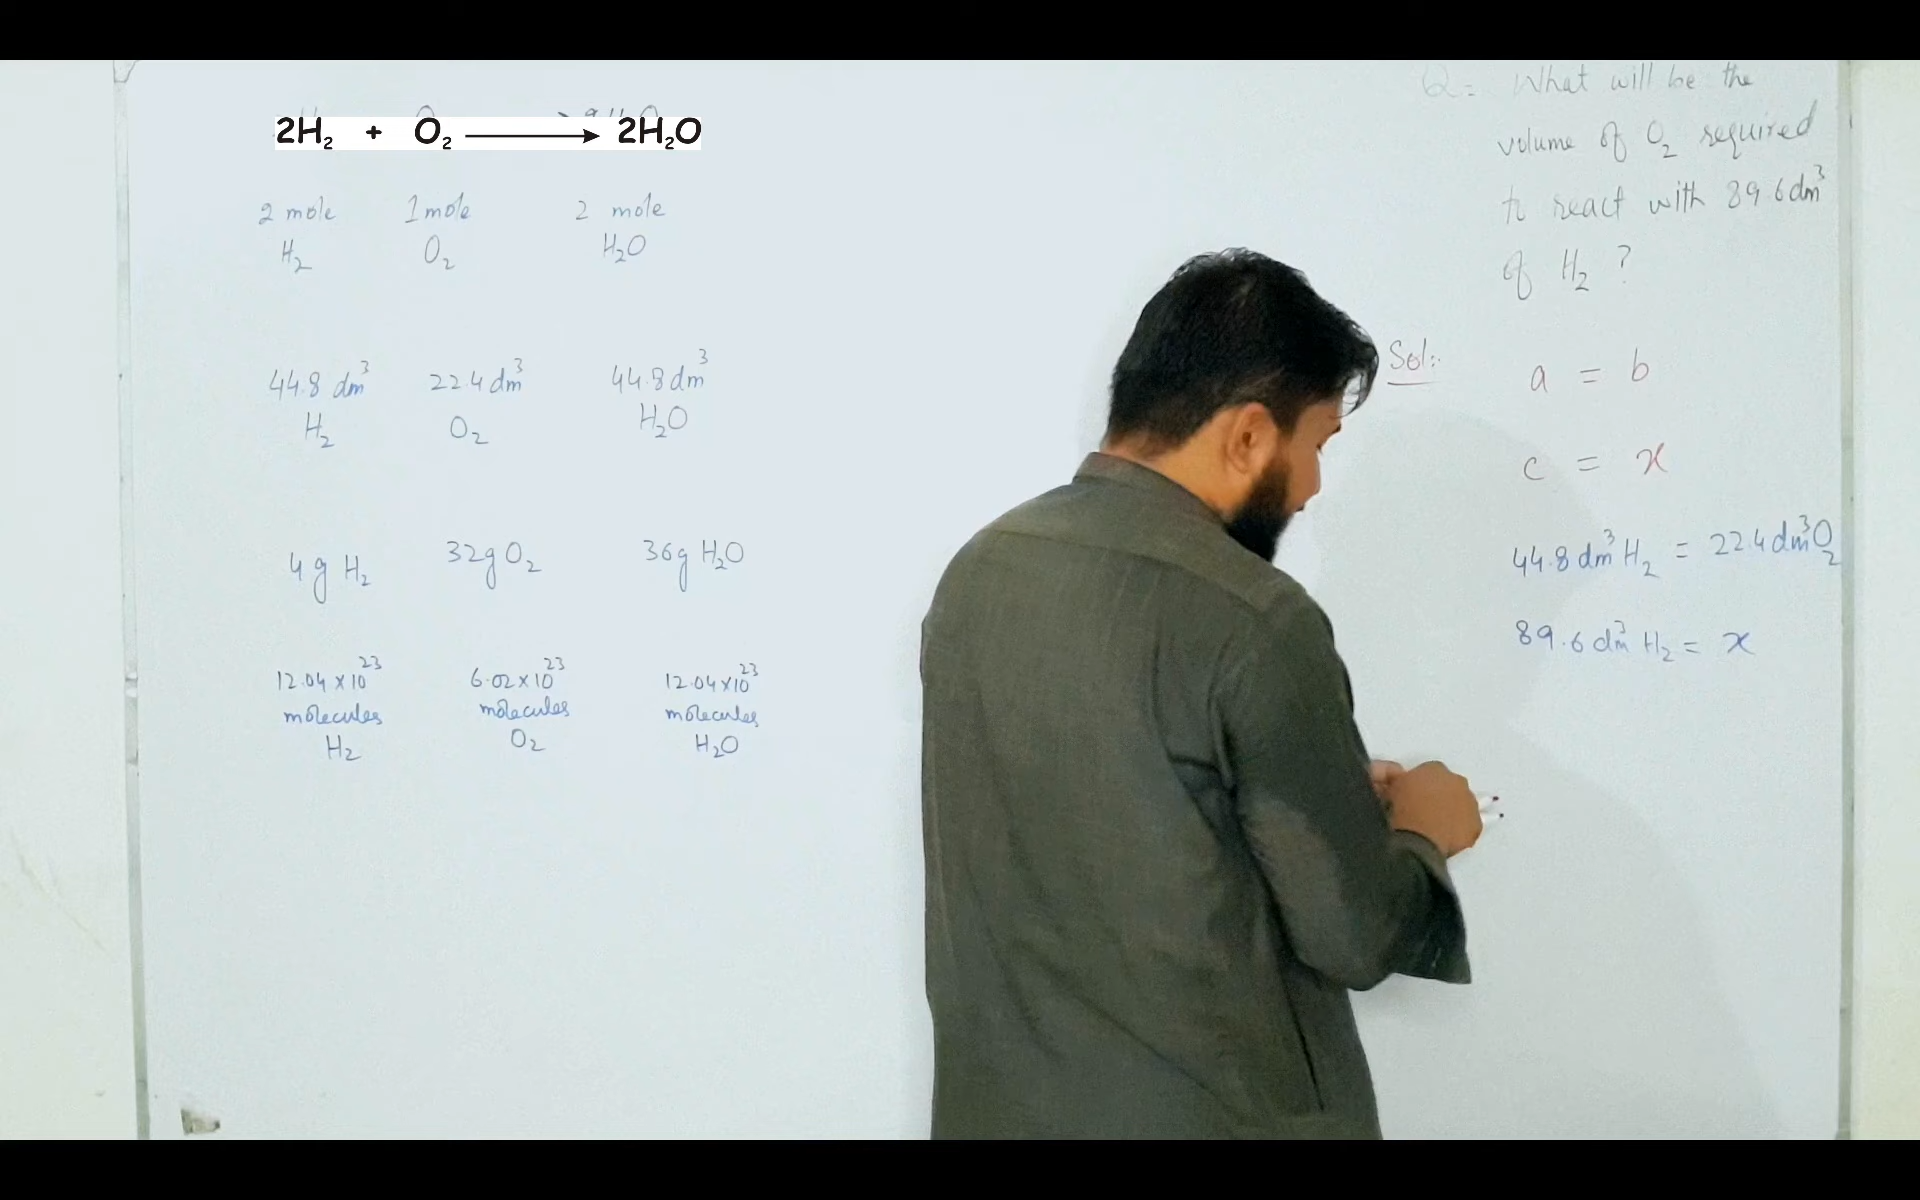 2H₂ + O₂ ⟶ 2H₂O
2 mole 1 mole 2 mole
H₂ O₂ H₂O
44.8 dm³ 22.4 dm³ 44.8 dm³
H₂ O₂ H₂O
4g H₂ 32g O₂ 36g H₂O
12.04 x 10²³ 6.02 x 10²³ 12.04 x 10²³
molecules molecules molecules
H₂ O₂ H₂O
Q = What will be the
volume of O₂ required
to react with 89.6 dm³
of H₂ ?
Sol:.
a = b
c = x
44.8 dm³ H₂ = 22.4 dm³ O₂
89.6 dm³ H₂ = x